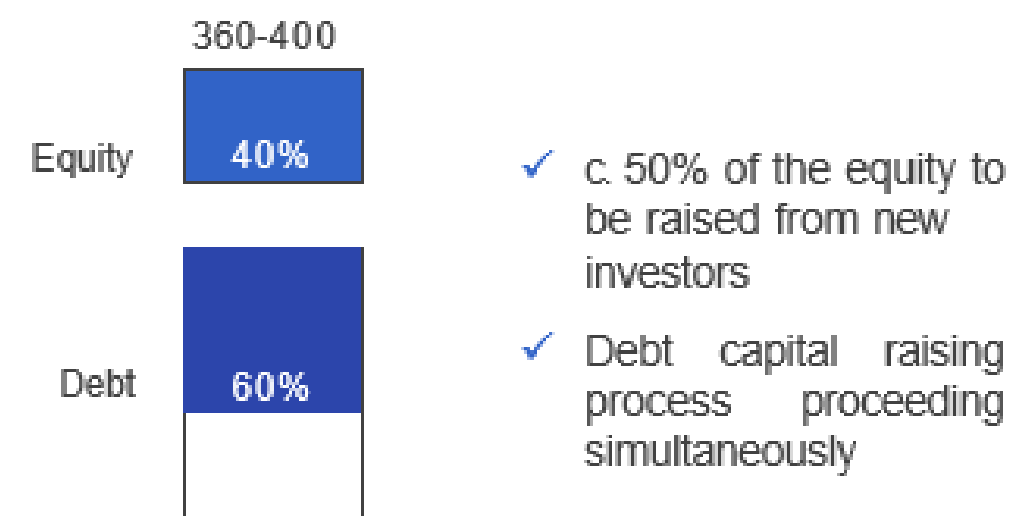 360-400
Equity
40%
Debt
60%
✓ c. 50% of the equity to
be raised from new
investors
✓ Debt capital raising
process proceeding
simultaneously